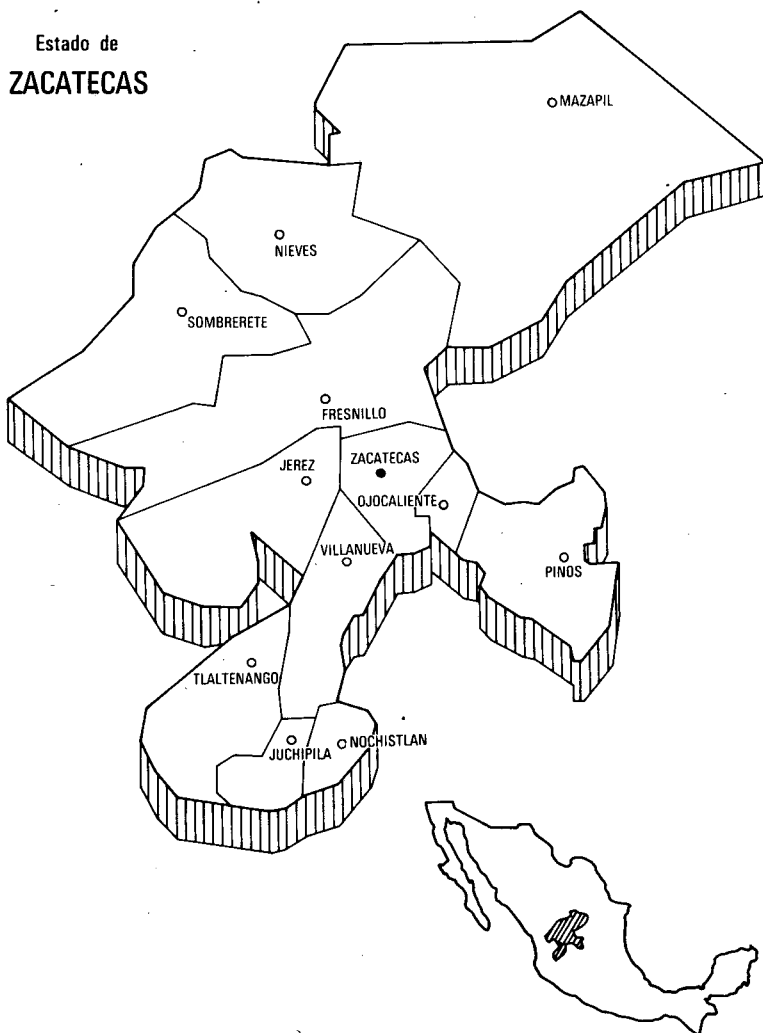 Estado de
ZACATECAS
MAZAPIL
NIEVES
SOMBRERETE
FRESNILLO
ZACATECAS
JEREZ
OJOCALIENTE
VILLANUEVA
PINOS
TLALTENANGO
JUCHIPILA
NOCHISTLAN